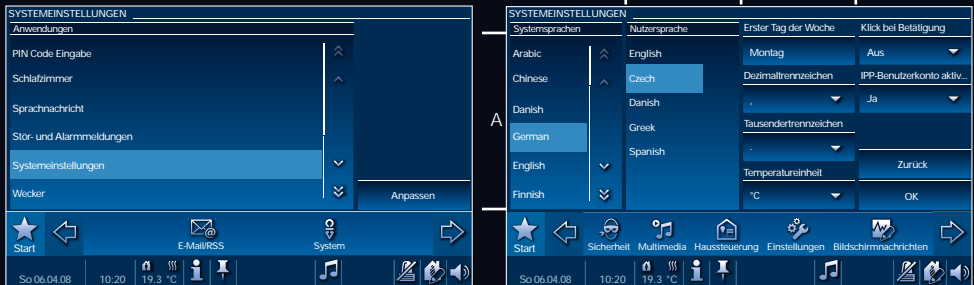 SYSTEMEINSTELLUNGEN
Anwendungen
PIN Code Eingabe
Schlafzimmer
Sprachnachricht
Stör- und Alarmmeldungen
Systemeinstellungen
Wecker
Anpassen
Start
E-Mail/RSS
System
So 06.04.08
10:20
19.3 °C
A
SYSTEMEINSTELLUNGEN
Systemsprachen
Arabic
Chinese
Danish
German
English
Finnish
Nutzersprache
English
Czech
Danish
Greek
Spanish
Erster Tag der Woche
Montag
Dezimaltrennzeichen
,
Tausendertrennzeichen
.
Temperatureinheit
°C
Klick bei Betätigung
Aus
IPP-Benutzerkonto aktiv...
Ja
Zurück
OK
Start
Sicherheit
Multimedia
Haussteuerung
Einstellungen
Bildschirmnachrichten
So 06.04.08
10:20
19.3 °C